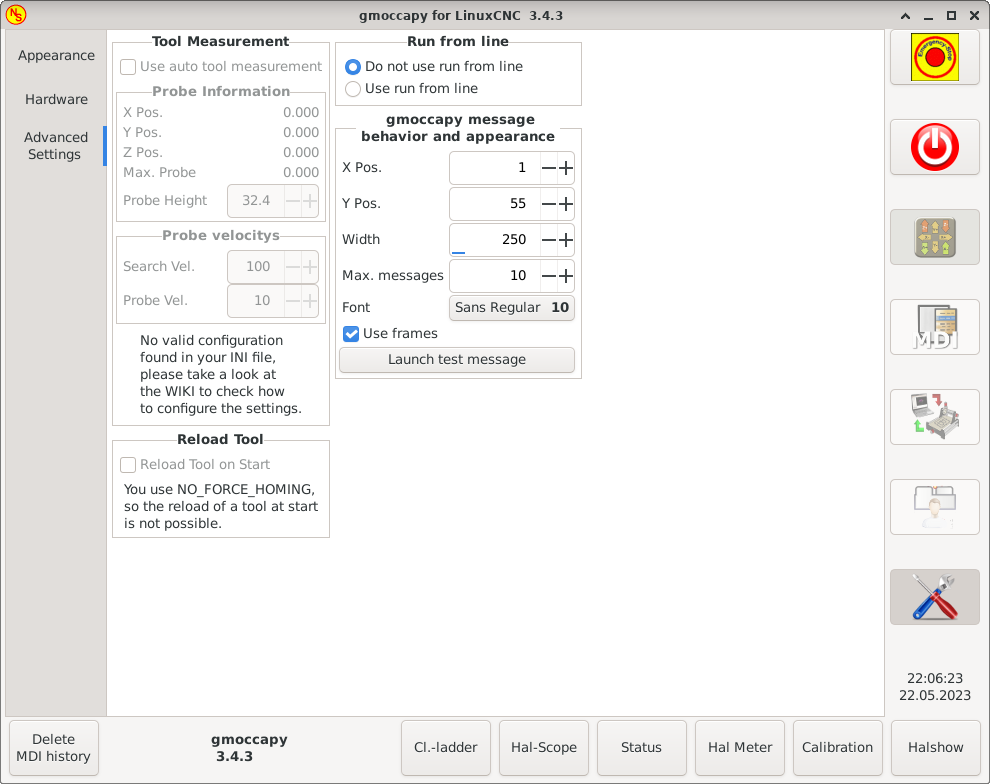 gmoccapy for LinuxCNC 3.4.3
NS
Appearance
Hardware
Advanced
Settings
Tool Measurement
Use auto tool measurement
Probe Information
X Pos. 0.000
Y Pos. 0.000
Z Pos. 0.000
Max. Probe 0.000
Probe Height 32.4
Probe velocitys
Search Vel. 100
Probe Vel. 10
No valid configuration
found in your INI file,
please take a look at
the WIKI to check how
to configure the settings.
Reload Tool
Reload Tool on Start
You use NO_FORCE_HOMING,
so the reload of a tool at start
is not possible.
Run from line
Do not use run from line
Use run from line
gmoccapy message
behavior and appearance
X Pos. 1
Y Pos. 55
Width 250
Max. messages 10
Font Sans Regular 10
Use frames
Launch test message
Emergency-Stop
MDI
22:06:23
22.05.2023
Delete
MDI history
gmoccapy
3.4.3
Cl.-ladder
Hal-Scope
Status
Hal Meter
Calibration
Halshow